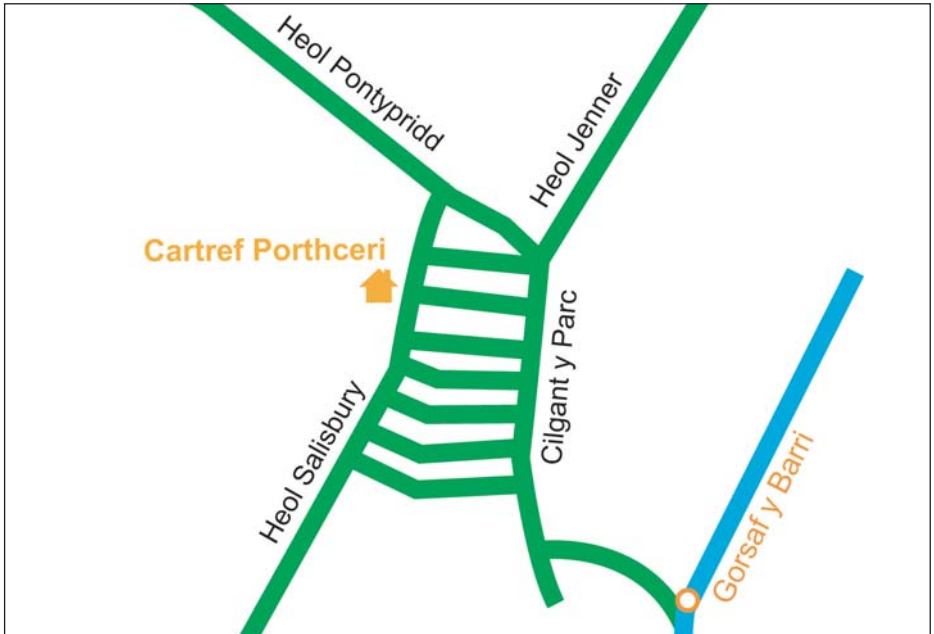 Heol Pontypridd
Heol Jenner
Cartref Porthceri
Cilgant y Parc
Heol Salisbury
Gorsaf y Barri